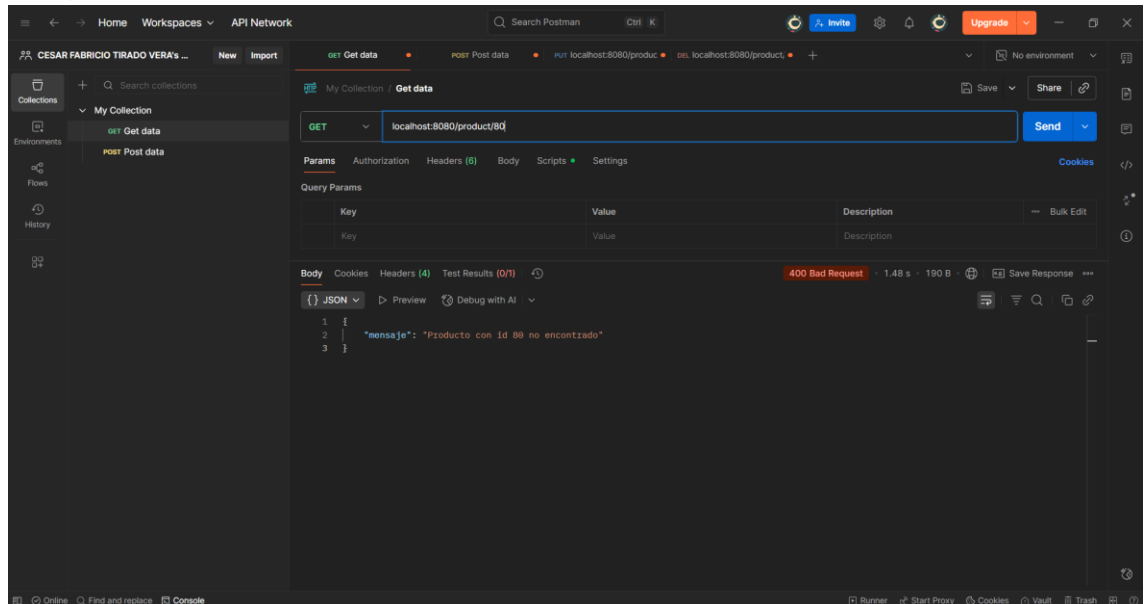 Home Workspaces API Network Search Postman Ctrl K Invite Upgrade
CESAR FABRICIO TIRADO VERA's ... New Import GET Get data POST Post data PUT localhost:8080/produc DEL localhost:8080/product, No environment
Collections
Environments
Flows
History
Search collections
My Collection
GET Get data
POST Post data
HTTP My Collection / Get data Save Share
GET localhost:8080/product/80 Send
Params Authorization Headers (6) Body Scripts Settings Cookies
Query Params
Key Value Description Bulk Edit
Key Value Description
Body Cookies Headers (4) Test Results (0/1) 400 Bad Request 1.48 s 190 B Save Response
{} JSON Preview Debug with AI
1 {
2 "mensaje": "Producto con id 80 no encontrado"
3 }
Online Find and replace Console Runner Start Proxy Cookies Vault Trash